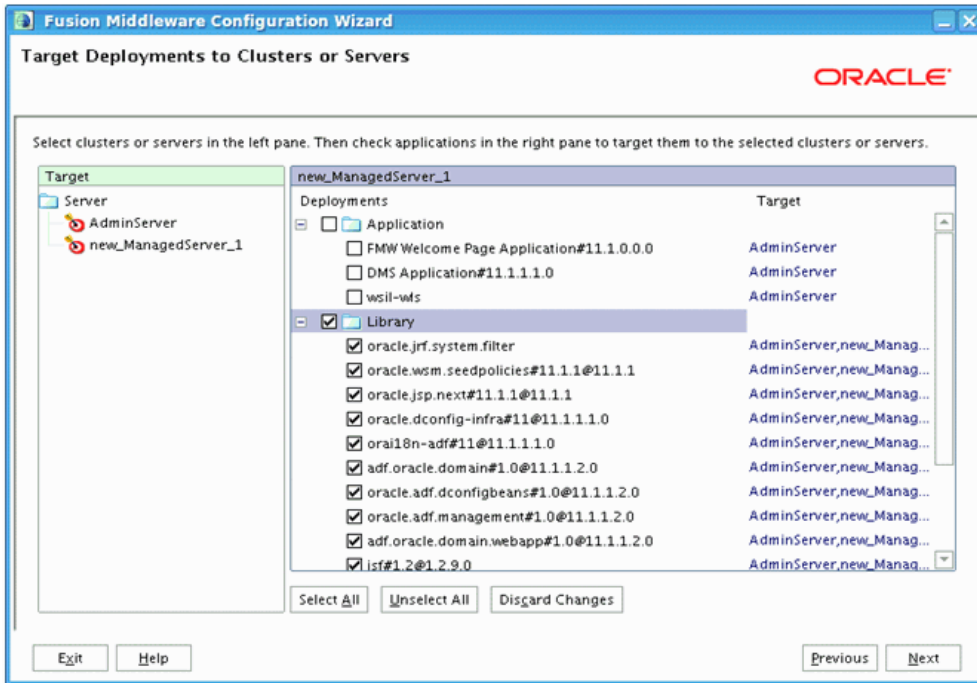 Fusion Middleware Configuration Wizard
Target Deployments to Clusters or Servers
ORACLE
Select clusters or servers in the left pane. Then check applications in the right pane to target them to the selected clusters or servers.
Target
Server
AdminServer
new_ManagedServer_1
new_ManagedServer_1
Deployments Target
Application
FMW Welcome Page Application#11.1.0.0.0 AdminServer
DMS Application#11.1.1.1.0 AdminServer
wsil-wls AdminServer
Library
oracle.jrf.system.filter AdminServer,new_Manag...
oracle.wsm.seedpolicies#11.1.1@11.1.1 AdminServer,new_Manag...
oracle.jsp.next#11.1.1@11.1.1 AdminServer,new_Manag...
oracle.dconfig-infra#11@11.1.1.1.0 AdminServer,new_Manag...
orai18n-adf#11@11.1.1.1.0 AdminServer,new_Manag...
adf.oracle.domain#1.0@11.1.1.2.0 AdminServer,new_Manag...
oracle.adf.dconfigbeans#1.0@11.1.1.2.0 AdminServer,new_Manag...
oracle.adf.management#1.0@11.1.1.2.0 AdminServer,new_Manag...
adf.oracle.domain.webapp#1.0@11.1.1.2.0 AdminServer,new_Manag...
jsf#1.2@1.2.9.0 AdminServer,new_Manag...
Select All Unselect All Discard Changes
Exit Help Previous Next